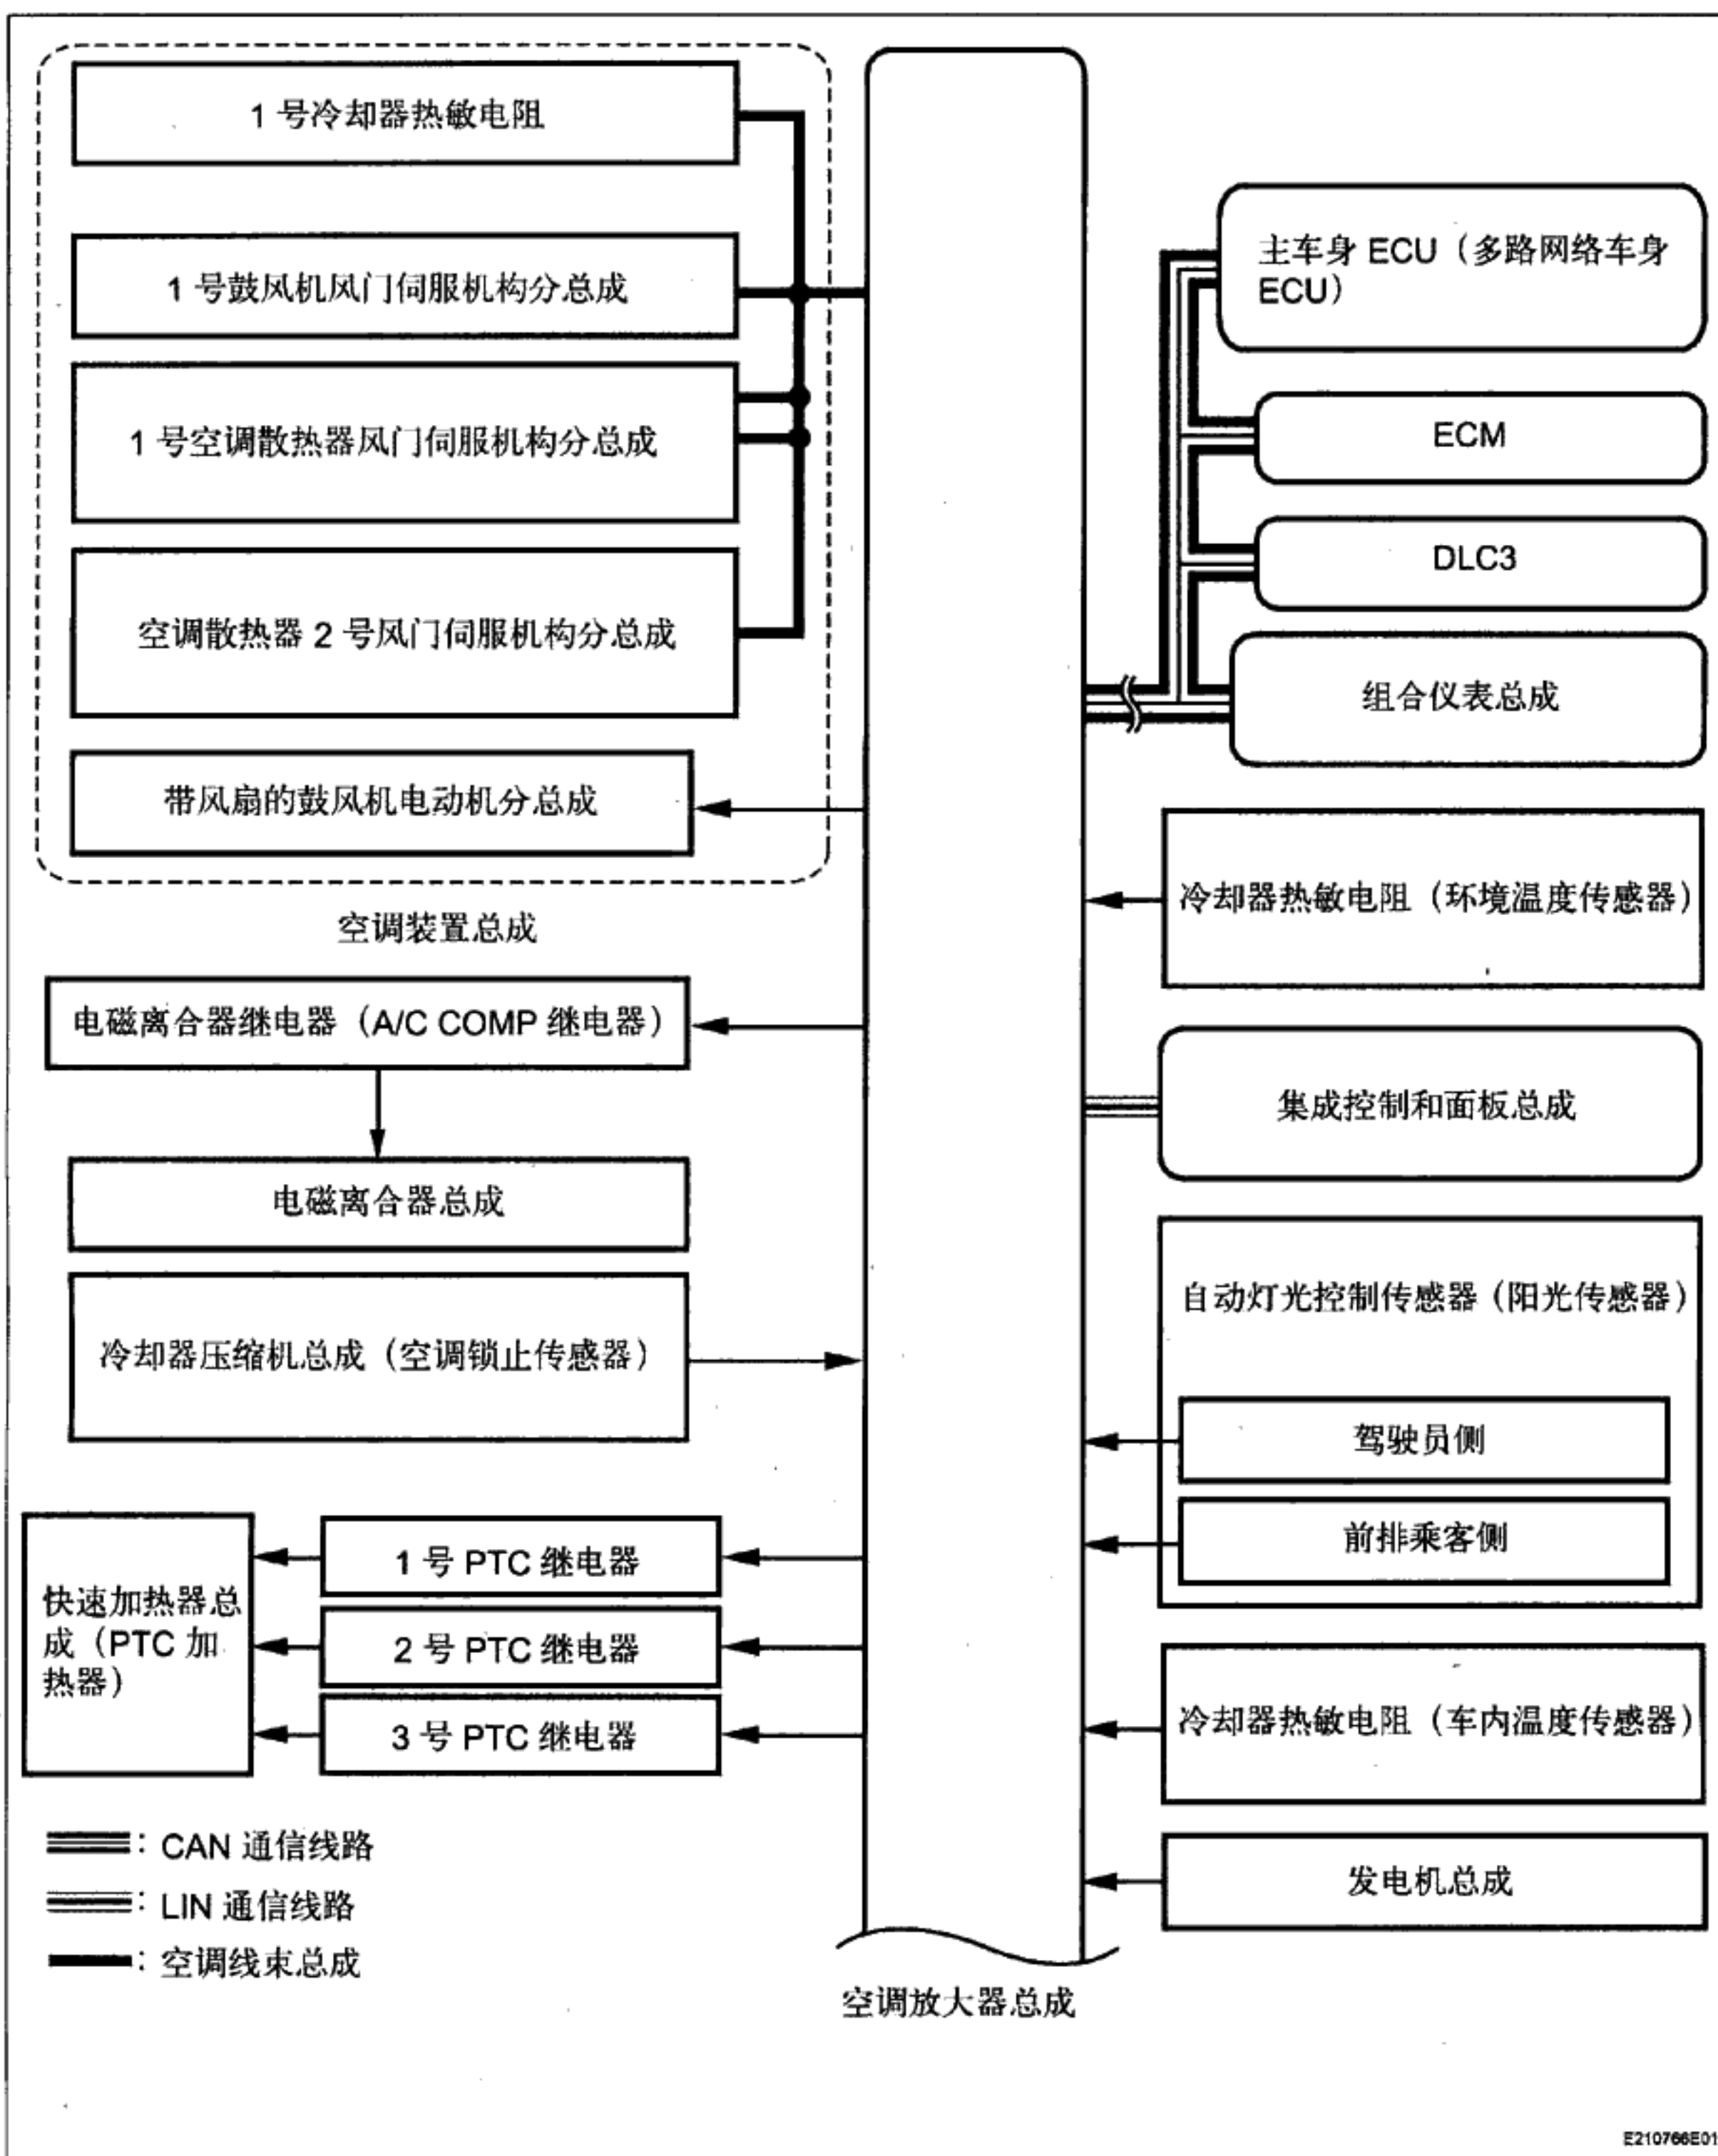 1 号冷却器热敏电阻
1 号鼓风机风门伺服机构分总成
1 号空调散热器风门伺服机构分总成
空调散热器 2 号风门伺服机构分总成
带风扇的鼓风机电动机分总成
空调装置总成
电磁离合器继电器（A/C COMP 继电器）
电磁离合器总成
冷却器压缩机总成（空调锁止传感器）
快速加热器总
成（PTC 加
热器）
1 号 PTC 继电器
2 号 PTC 继电器
3 号 PTC 继电器
：CAN 通信线路
：LIN 通信线路
：空调线束总成
空调放大器总成
主车身 ECU（多路网络车身
ECU）
ECM
DLC3
组合仪表总成
冷却器热敏电阻（环境温度传感器）
集成控制和面板总成
自动灯光控制传感器（阳光传感器）
驾驶员侧
前排乘客侧
冷却器热敏电阻（车内温度传感器）
发电机总成
E210766E01